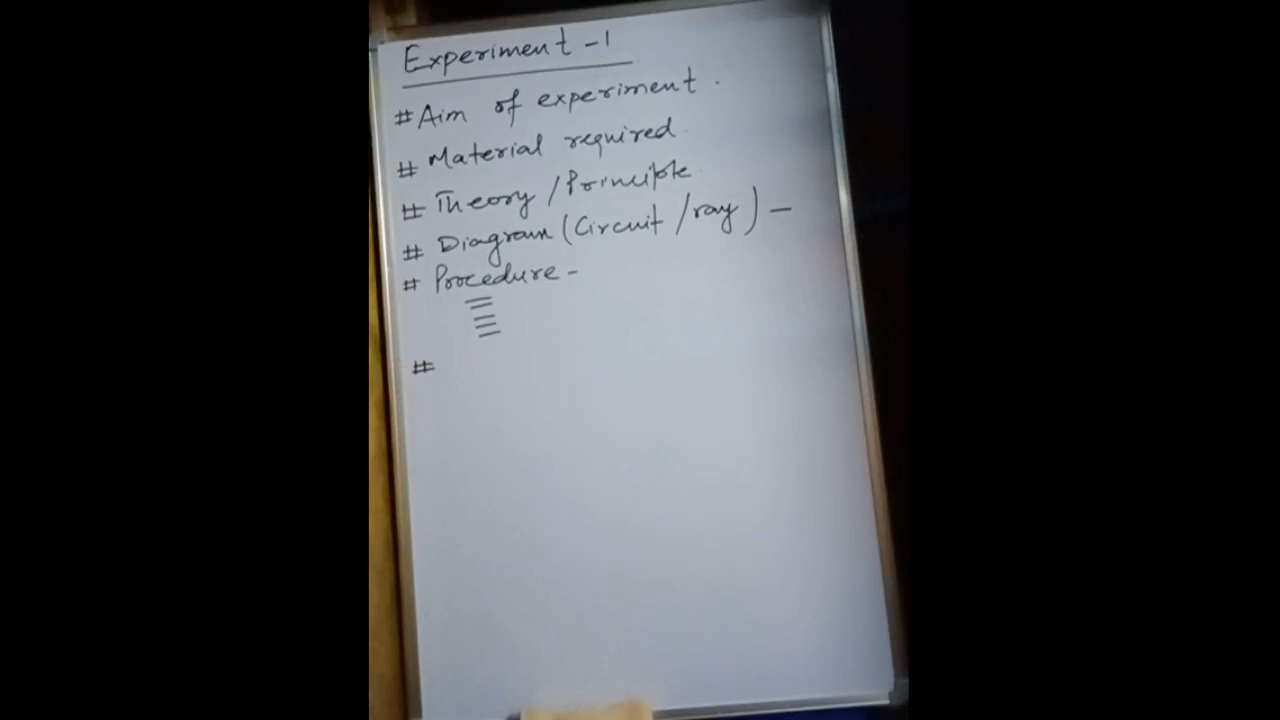 Experiment -1
# Aim of experiment.
# Material required.
# Theory / Principle
# Diagram (Circuit / ray) -
# Procedure -
#